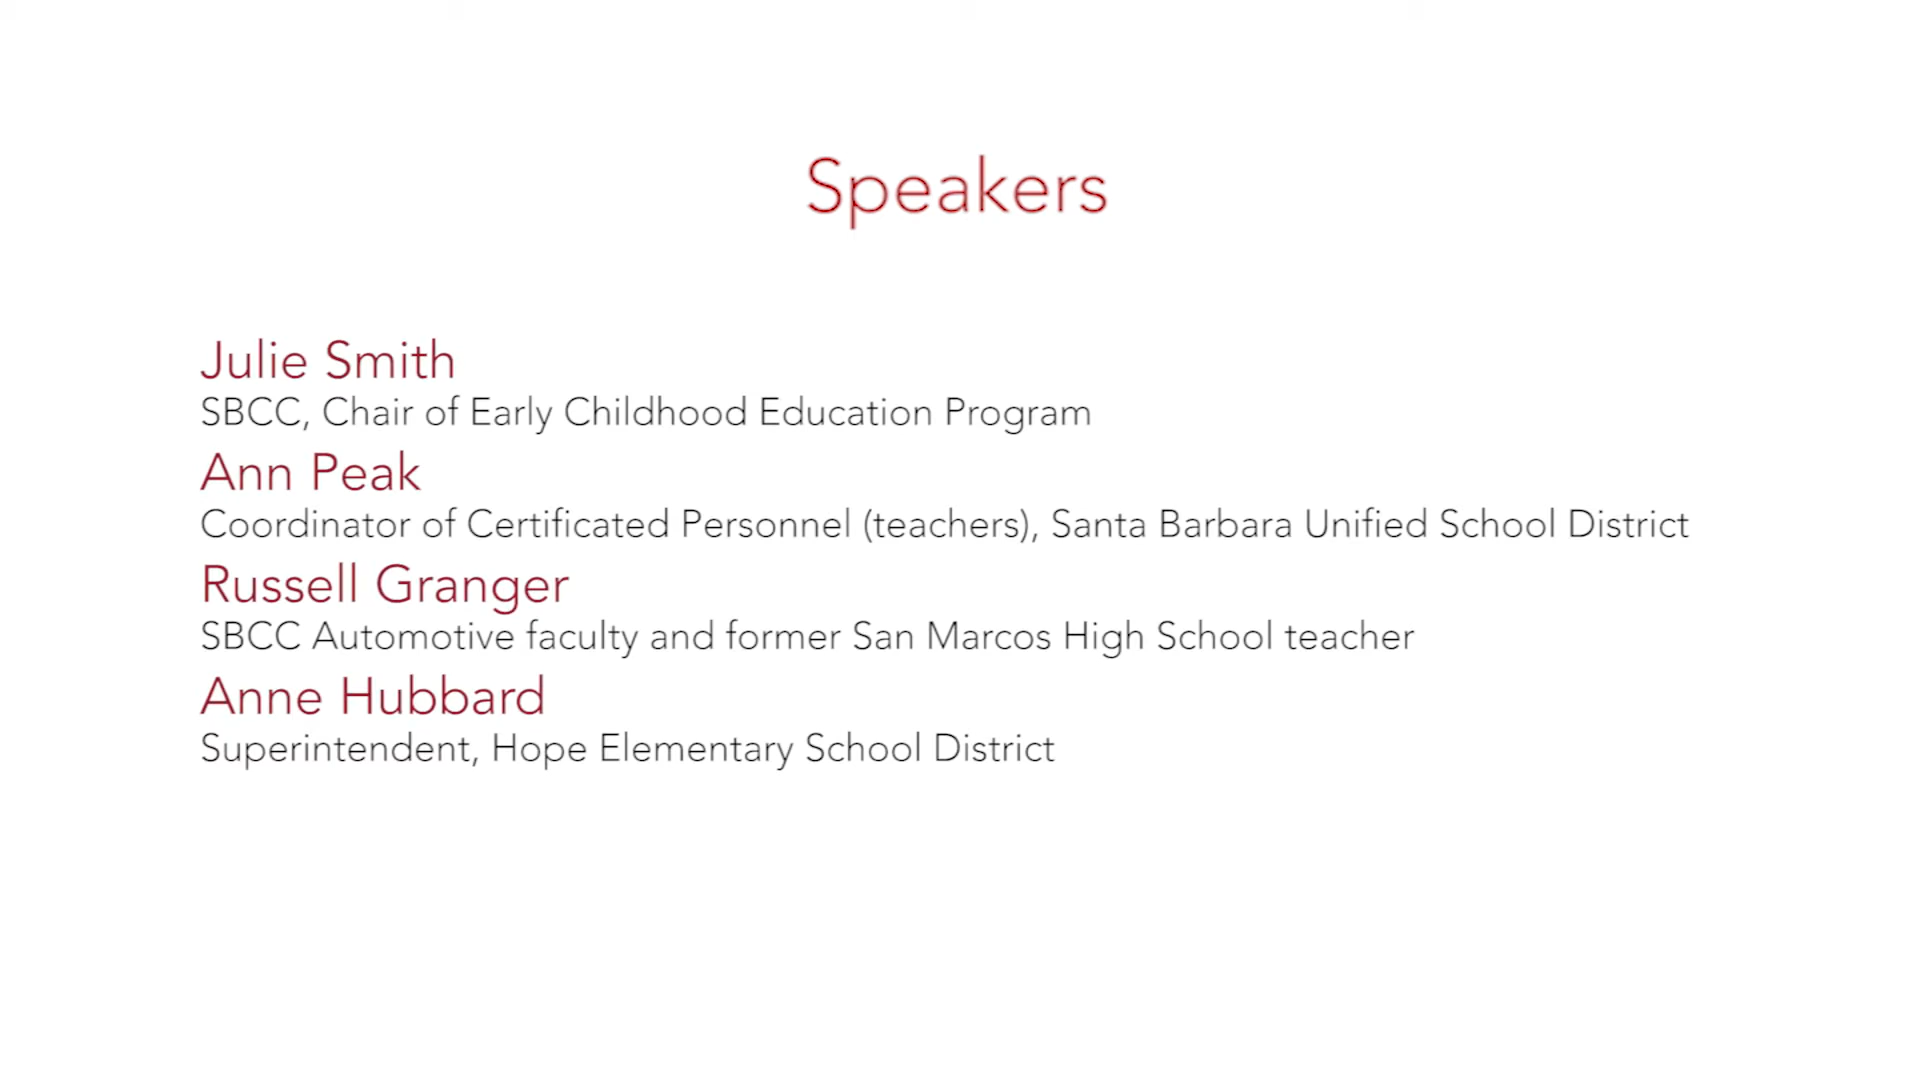 Speakers
Julie Smith
SBCC, Chair of Early Childhood Education Program
Ann Peak
Coordinator of Certificated Personnel (teachers), Santa Barbara Unified School District
Russell Granger
SBCC Automotive faculty and former San Marcos High School teacher
Anne Hubbard
Superintendent, Hope Elementary School District